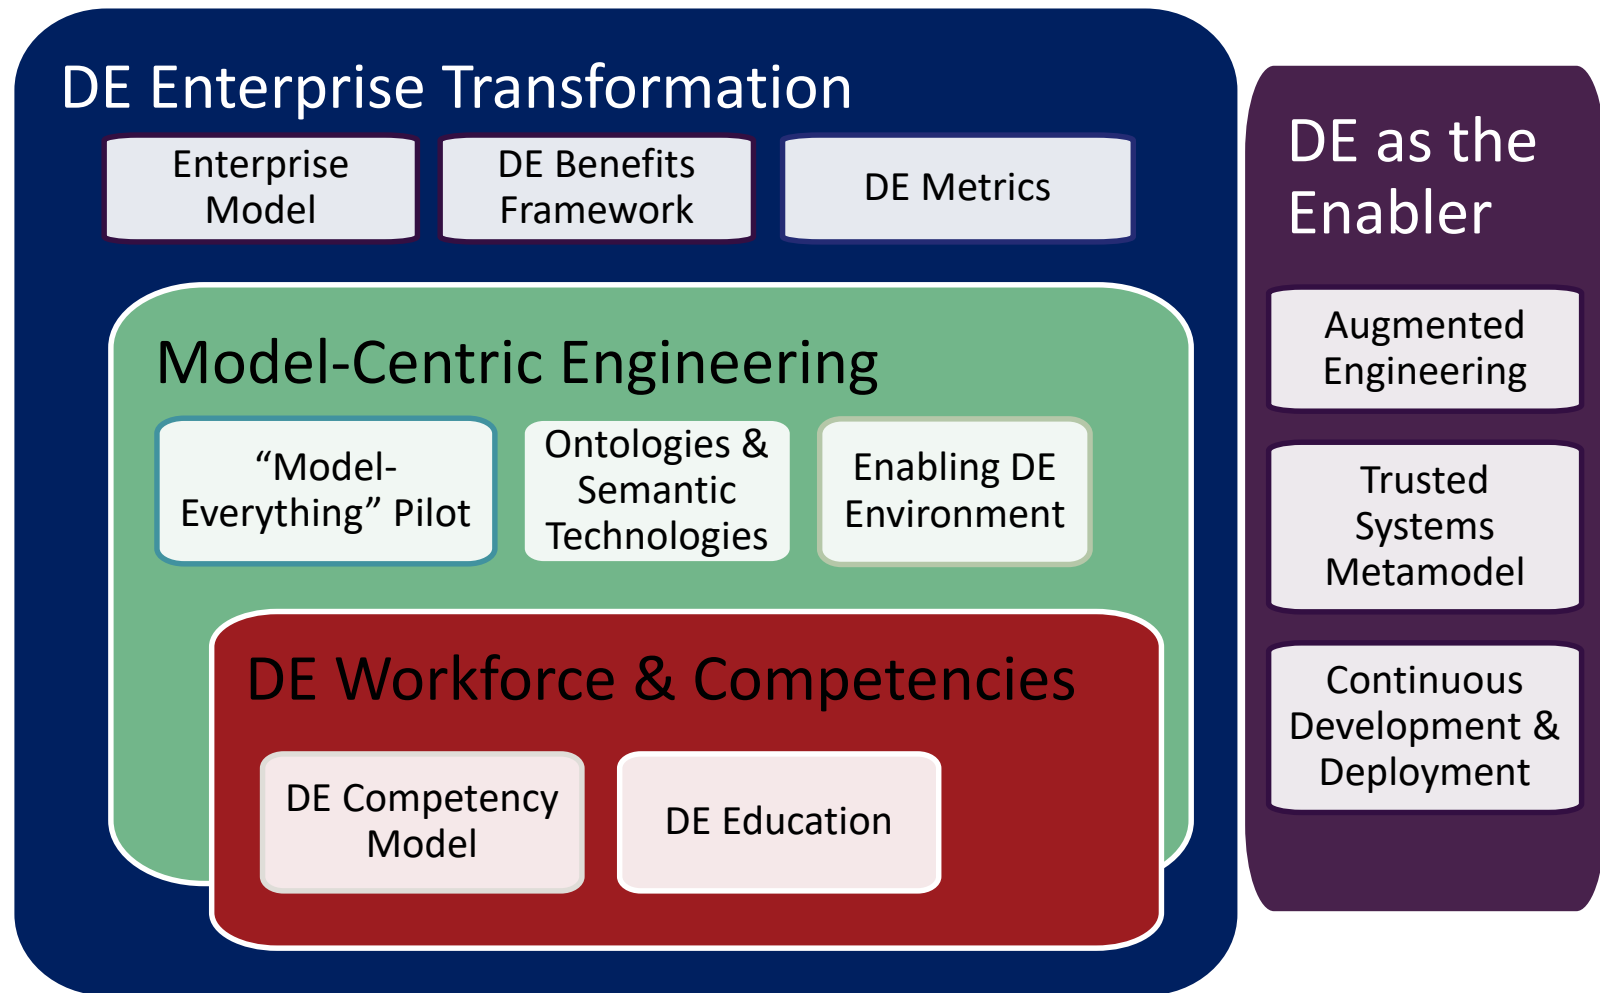 DE Enterprise Transformation
Enterprise
Model
DE Benefits
Framework
DE Metrics
Model-Centric Engineering
“Model-
Everything” Pilot
Ontologies &
Semantic
Technologies
Enabling DE
Environment
DE Workforce & Competencies
DE Competency
Model
DE Education
DE as the
Enabler
Augmented
Engineering
Trusted
Systems
Metamodel
Continuous
Development &
Deployment